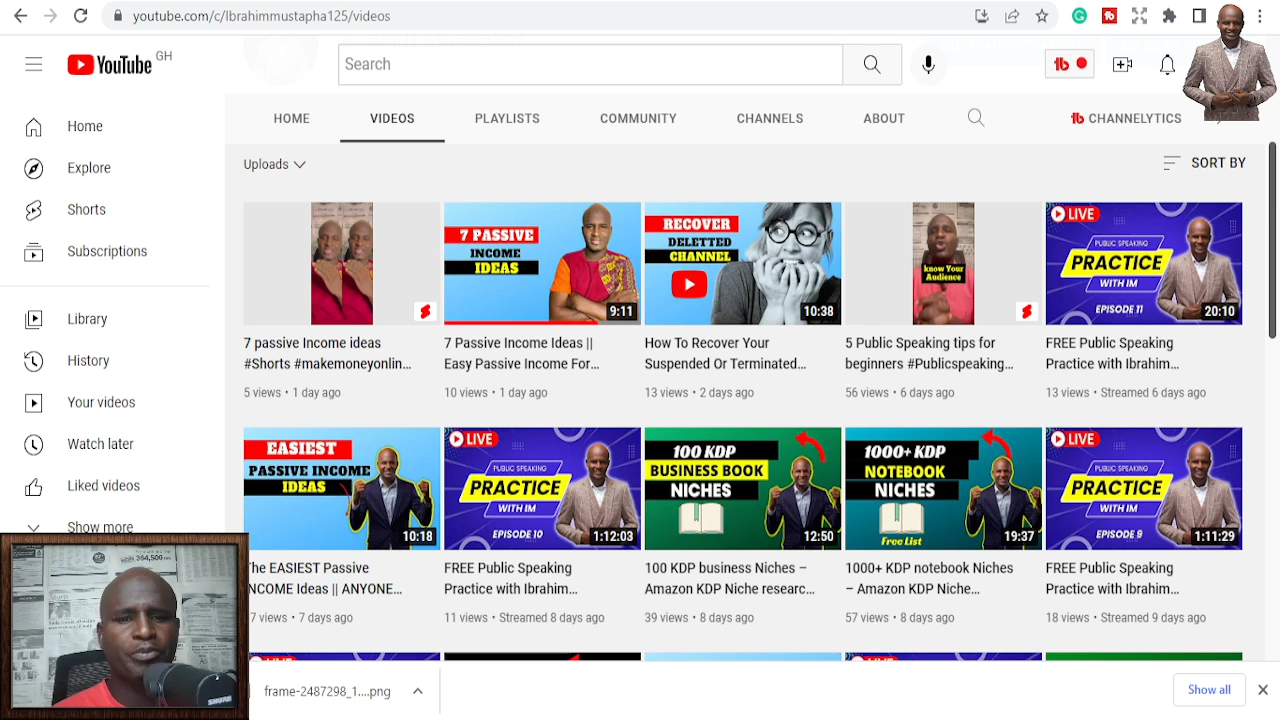 youtube.com/c/Ibrahimmustapha125/videos
YouTube GH
Search
HOME
VIDEOS
PLAYLISTS
COMMUNITY
CHANNELS
ABOUT
CHANNELYTICS
Home
Explore
Shorts
Subscriptions
Library
History
Your videos
Watch later
Liked videos
Show more
Uploads
SORT BY
7 passive Income ideas
#Shorts #makemoneyonlin...
5 views • 1 day ago
7 PASSIVE
INCOME
IDEAS
9:11
7 Passive Income Ideas ||
Easy Passive Income For...
10 views • 1 day ago
RECOVER
DELETTED
CHANNEL
10:38
How To Recover Your
Suspended Or Terminated...
13 views • 2 days ago
know Your
Audience
5 Public Speaking tips for
beginners #Publicspeaking...
56 views • 6 days ago
LIVE
PUBLIC SPEAKING
PRACTICE
WITH IM
EPISODE 11
20:10
FREE Public Speaking
Practice with Ibrahim...
13 views • Streamed 6 days ago
EASIEST
PASSIVE INCOME
IDEAS
10:18
The EASIEST Passive
INCOME Ideas || ANYONE...
7 views • 7 days ago
LIVE
PUBLIC SPEAKING
PRACTICE
WITH IM
EPISODE 10
1:12:03
FREE Public Speaking
Practice with Ibrahim...
11 views • Streamed 8 days ago
100 KDP
BUSINESS BOOK
NICHES
12:50
100 KDP business Niches –
Amazon KDP Niche researc...
39 views • 8 days ago
1000+ KDP
NOTEBOOK
NICHES
Free List
19:37
1000+ KDP notebook Niches
– Amazon KDP Niche...
57 views • 8 days ago
LIVE
PUBLIC SPEAKING
PRACTICE
WITH IM
EPISODE 9
1:11:29
FREE Public Speaking
Practice with Ibrahim...
18 views • Streamed 9 days ago
SHURE
frame-2487298_1....png
Show all